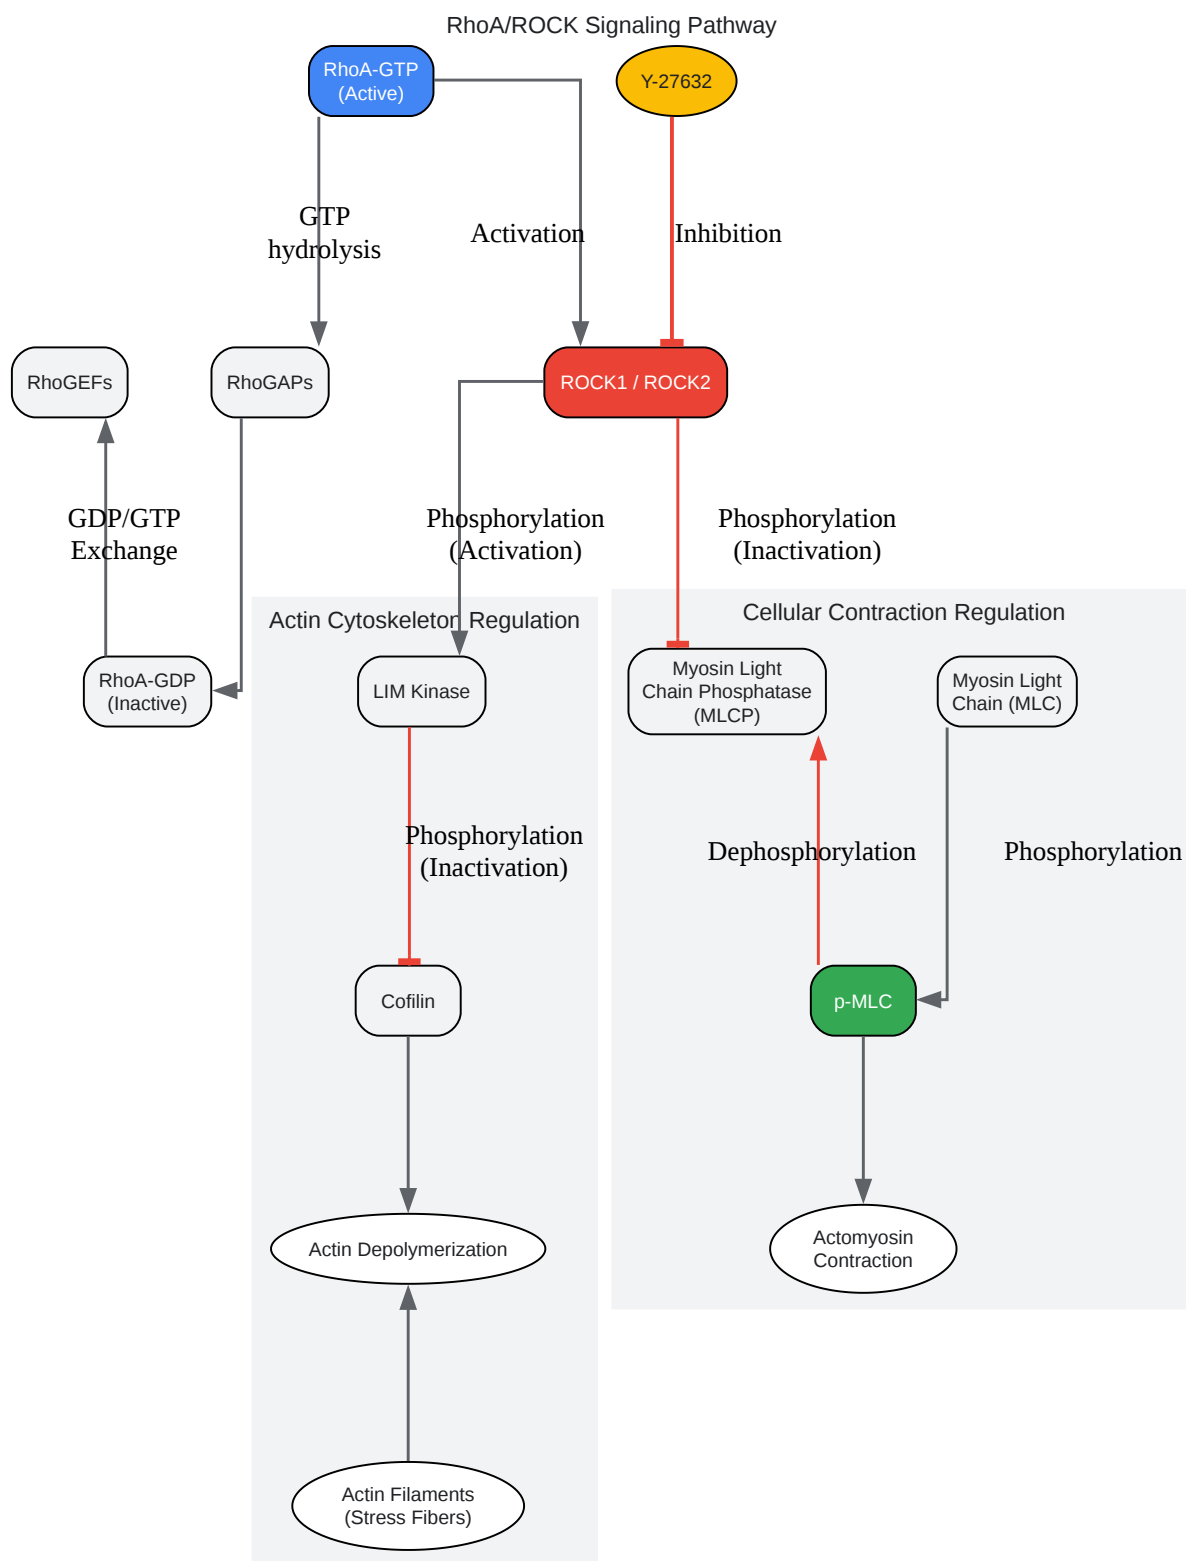 RhoA/ROCK Signaling Pathway
RhoA-GTP
(Active)
Y-27632
GTP
hydrolysis
Activation
Inhibition
RhoGEFs
RhoGAPs
ROCK1 / ROCK2
GDP/GTP
Exchange
Phosphorylation
(Activation)
Phosphorylation
(Inactivation)
Actin Cytoskeleton Regulation
Cellular Contraction Regulation
RhoA-GDP
(Inactive)
LIM Kinase
Myosin Light
Chain Phosphatase
(MLCP)
Myosin Light
Chain (MLC)
Phosphorylation
(Inactivation)
Dephosphorylation
Phosphorylation
Cofilin
p-MLC
Actin Depolymerization
Actomyosin
Contraction
Actin Filaments
(Stress Fibers)